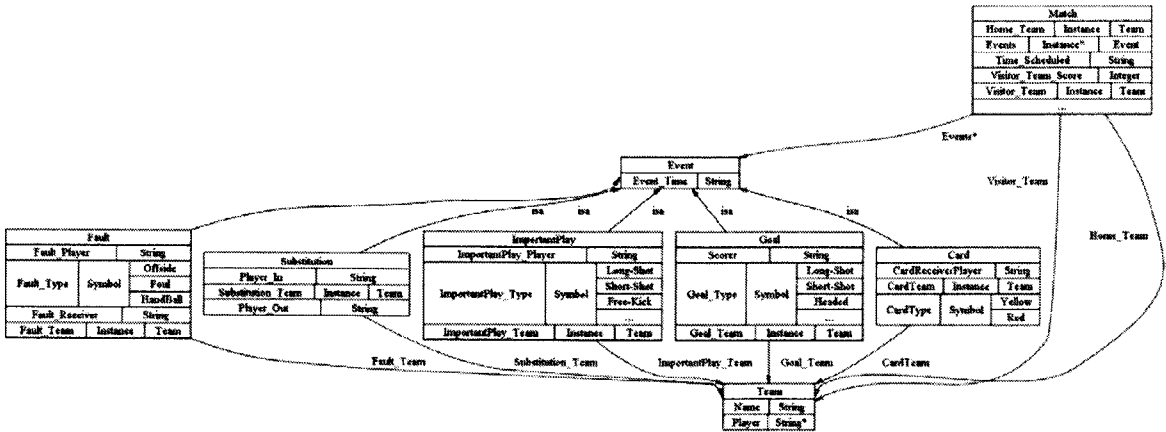 Match
Home_Team Instance Team
Events Instance* Event
Time_Scheduled String
Visitor_Team_Score Integer
Visitor_Team Instance Team
...
Events*
Event
Event_Time String
Visitor_Team
Home_Team
isa isa isa isa isa
Fault
Fault_Player String
Fault_Type Symbol Offside
Foul
HandBall
Fault_Receiver String
Fault_Team Instance Team
Substitution
Player_In String
Substitution_Team Instance Team
Player_Out String
ImportantPlay
ImportantPlay_Player String
ImportantPlay_Type Symbol Long-Shot
Short-Shot
Free-Kick
...
ImportantPlay_Team Instance Team
Goal
Scorer String
Goal_Type Symbol Long-Shot
Short-Shot
Headed
...
Goal_Team Instance Team
Card
CardReceiverPlayer String
CardTeam Instance Team
CardType Symbol Yellow
Red
Fault_Team Substitution_Team ImportantPlay_Team Goal_Team CardTeam
Team
Name String
Player String*